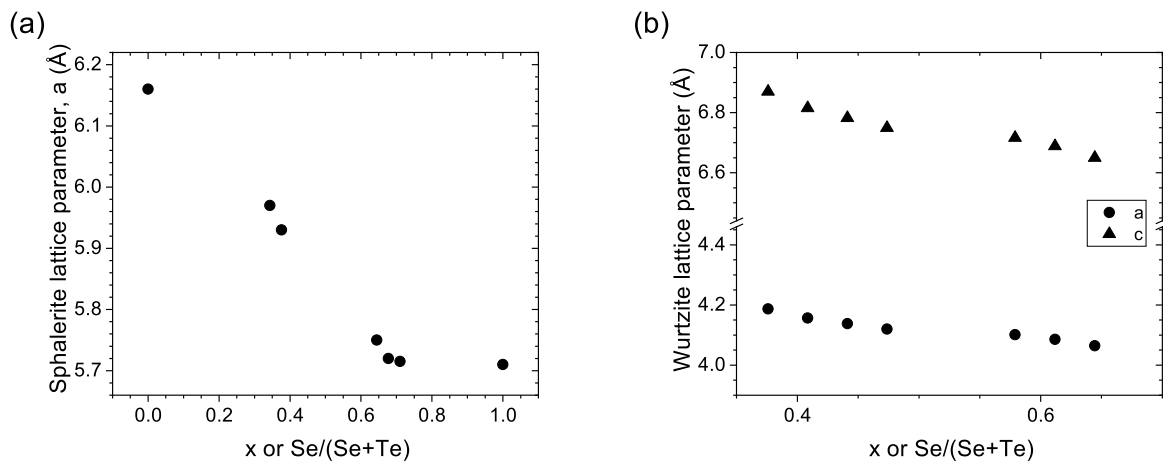 (a)
Sphalerite lattice parameter, a (Å)
6.2
6.1
6.0
5.9
5.8
5.7
0.0 0.2 0.4 0.6 0.8 1.0
x or Se/(Se+Te)
(b)
Wurtzite lattice parameter (Å)
7.0
6.8
6.6
4.4
4.2
4.0
a
c
0.4 0.6
x or Se/(Se+Te)